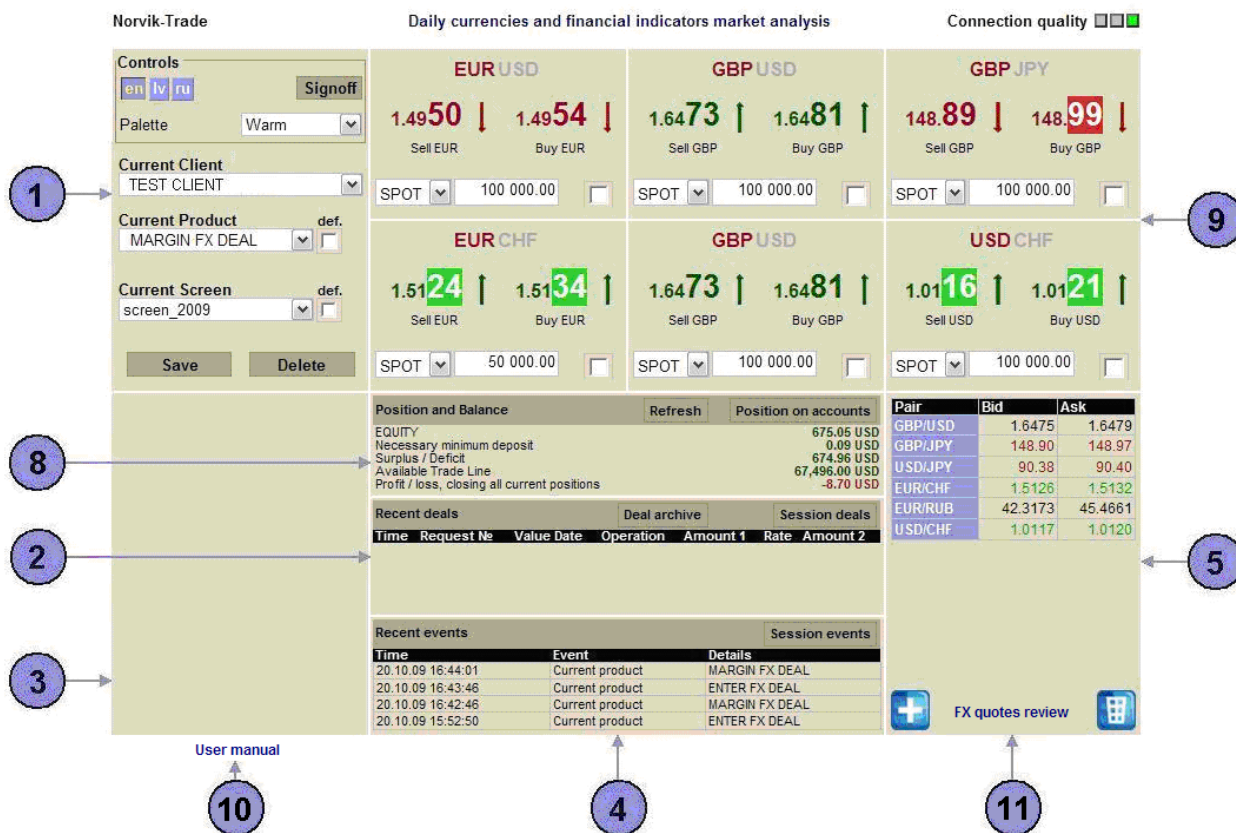 Norvik-Trade Daily currencies and financial indicators market analysis Connection quality
Controls
en lv ru Signoff
Palette Warm
Current Client
TEST CLIENT
Current Product def.
MARGIN FX DEAL
Current Screen def.
screen_2009
Save Delete
EUR USD
1.4950 1.4954
Sell EUR Buy EUR
SPOT 100 000.00
GBP USD
1.6473 1.6481
Sell GBP Buy GBP
SPOT 100 000.00
GBP JPY
148.89 148.99
Sell GBP Buy GBP
SPOT 100 000.00
EUR CHF
1.5124 1.5134
Sell EUR Buy EUR
SPOT 50 000.00
GBP USD
1.6473 1.6481
Sell GBP Buy GBP
SPOT 100 000.00
USD CHF
1.0116 1.0121
Sell USD Buy USD
SPOT 100 000.00
Position and Balance Refresh Position on accounts
EQUITY 675.05 USD
Necessary minimum deposit 0.09 USD
Surplus / Deficit 674.96 USD
Available Trade Line 67,496.00 USD
Profit / loss, closing all current positions -8.70 USD
Recent deals Deal archive Session deals
Time Request № Value Date Operation Amount 1 Rate Amount 2
Recent events Session events
Time Event Details
20.10.09 16:44:01 Current product MARGIN FX DEAL
20.10.09 16:43:46 Current product ENTER FX DEAL
20.10.09 16:42:46 Current product MARGIN FX DEAL
20.10.09 15:52:50 Current product ENTER FX DEAL
Pair Bid Ask
GBP/USD 1.6475 1.6479
GBP/JPY 148.90 148.97
USD/JPY 90.38 90.40
EUR/CHF 1.5126 1.5132
EUR/RUB 42.3173 45.4661
USD/CHF 1.0117 1.0120
FX quotes review
User manual
1
8
2
3
10
4
11
5
9